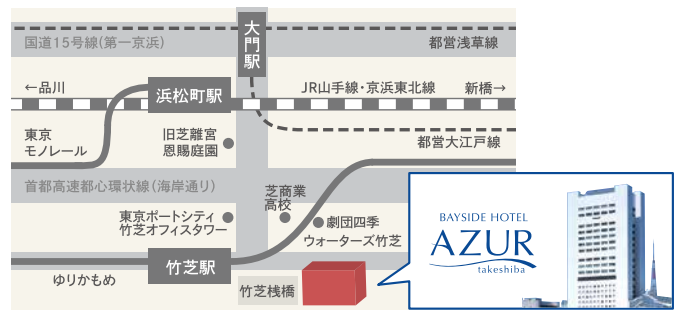 国道15号線(第一京浜)
大門駅
都営浅草線
←品川
浜松町駅
JR山手線・京浜東北線
新橋→
東京
モノレール
旧芝離宮
恩賜庭園
都営大江戸線
首都高速都心環状線(海岸通り)
芝商業
高校
東京ポートシティ
竹芝オフィスタワー
劇団四季
ウォーターズ竹芝
竹芝駅
ゆりかもめ
竹芝桟橋
BAYSIDE HOTEL
AZUR
takeshiba